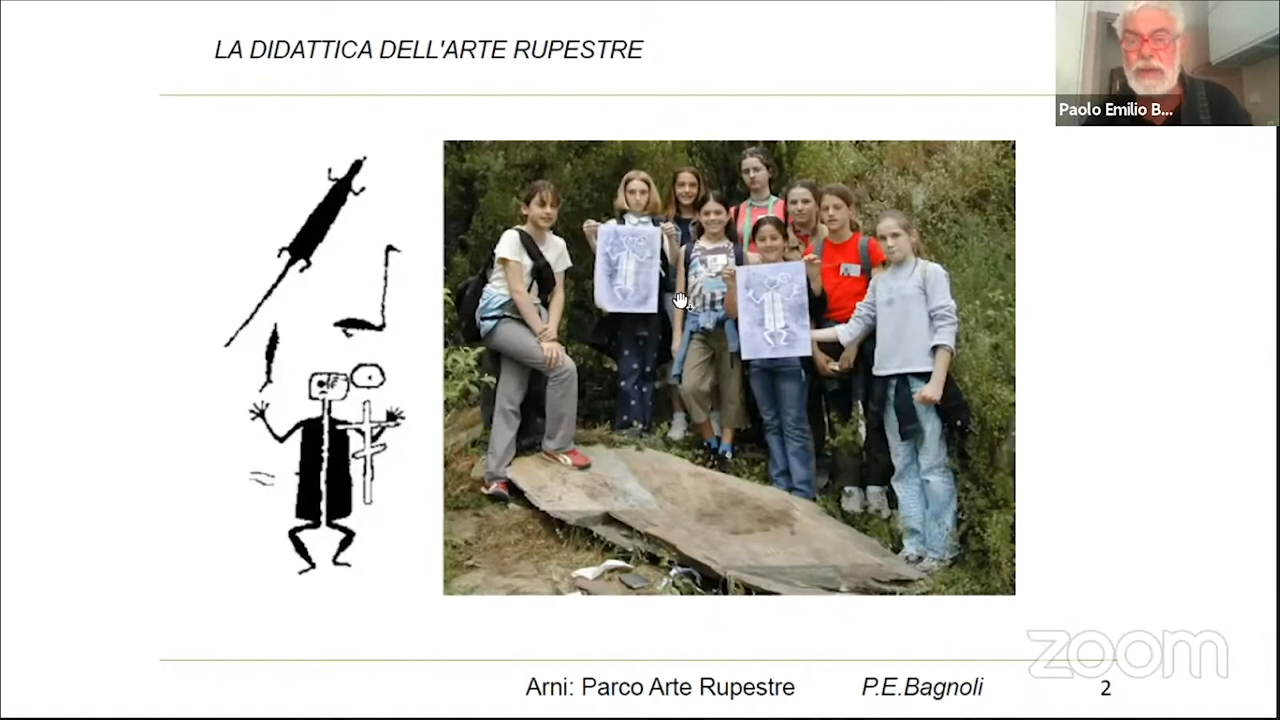 LA DIDATTICA DELL'ARTE RUPESTRE
Paolo Emilio B...
zoom
Arni: Parco Arte Rupestre P.E.Bagnoli 2